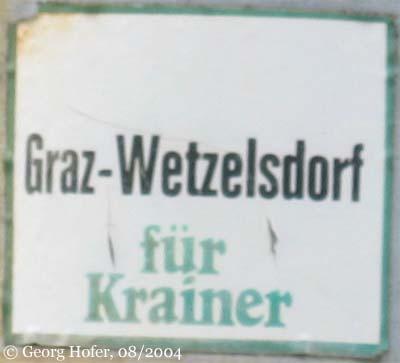 Graz-Wetzelsdorf
für
Krainer
© Georg Hofer, 08/2004